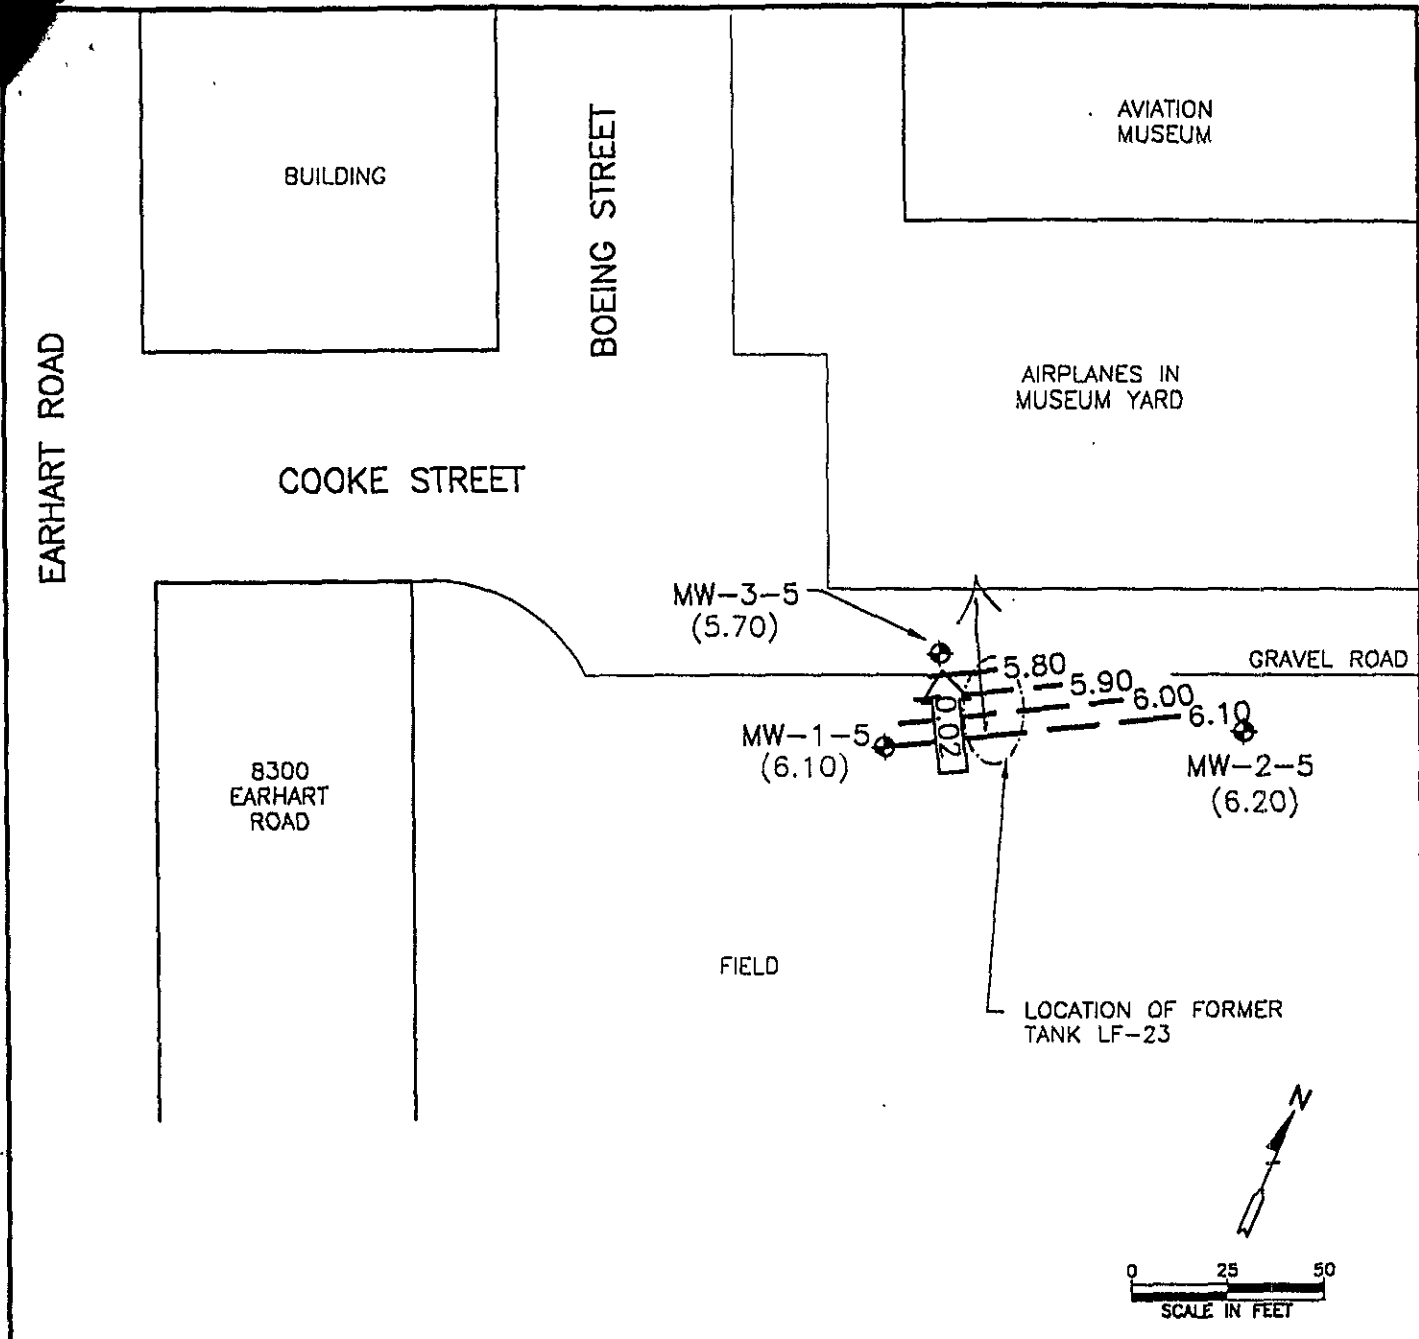 AVIATION
MUSEUM
BUILDING
BOEING STREET
EARHART ROAD
AIRPLANES IN
MUSEUM YARD
COOKE STREET
MW-3-5
(5.70)
GRAVEL ROAD
5.80
5.90
6.00
6.10
0.02
MW-1-5
(6.10)
MW-2-5
(6.20)
8300
EARHART
ROAD
FIELD
LOCATION OF FORMER
TANK LF-23
N
0 25 50
SCALE IN FEET